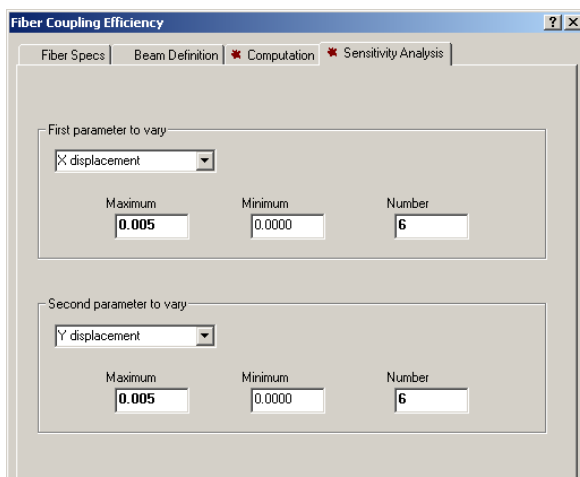 Fiber Coupling Efficiency ? X
Fiber Specs Beam Definition Computation Sensitivity Analysis
First parameter to vary
X displacement
Maximum Minimum Number
0.005 0.0000 6
Second parameter to vary
Y displacement
Maximum Minimum Number
0.005 0.0000 6